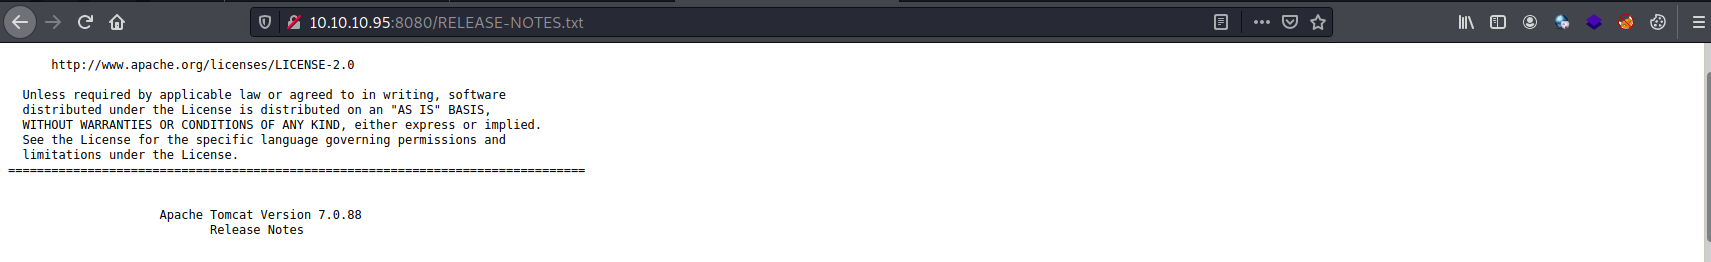 10.10.10.95:8080/RELEASE-NOTES.txt
http://www.apache.org/licenses/LICENSE-2.0
Unless required by applicable law or agreed to in writing, software
distributed under the License is distributed on an "AS IS" BASIS,
WITHOUT WARRANTIES OR CONDITIONS OF ANY KIND, either express or implied.
See the License for the specific language governing permissions and
limitations under the License.
================================================================================
Apache Tomcat Version 7.0.88
Release Notes